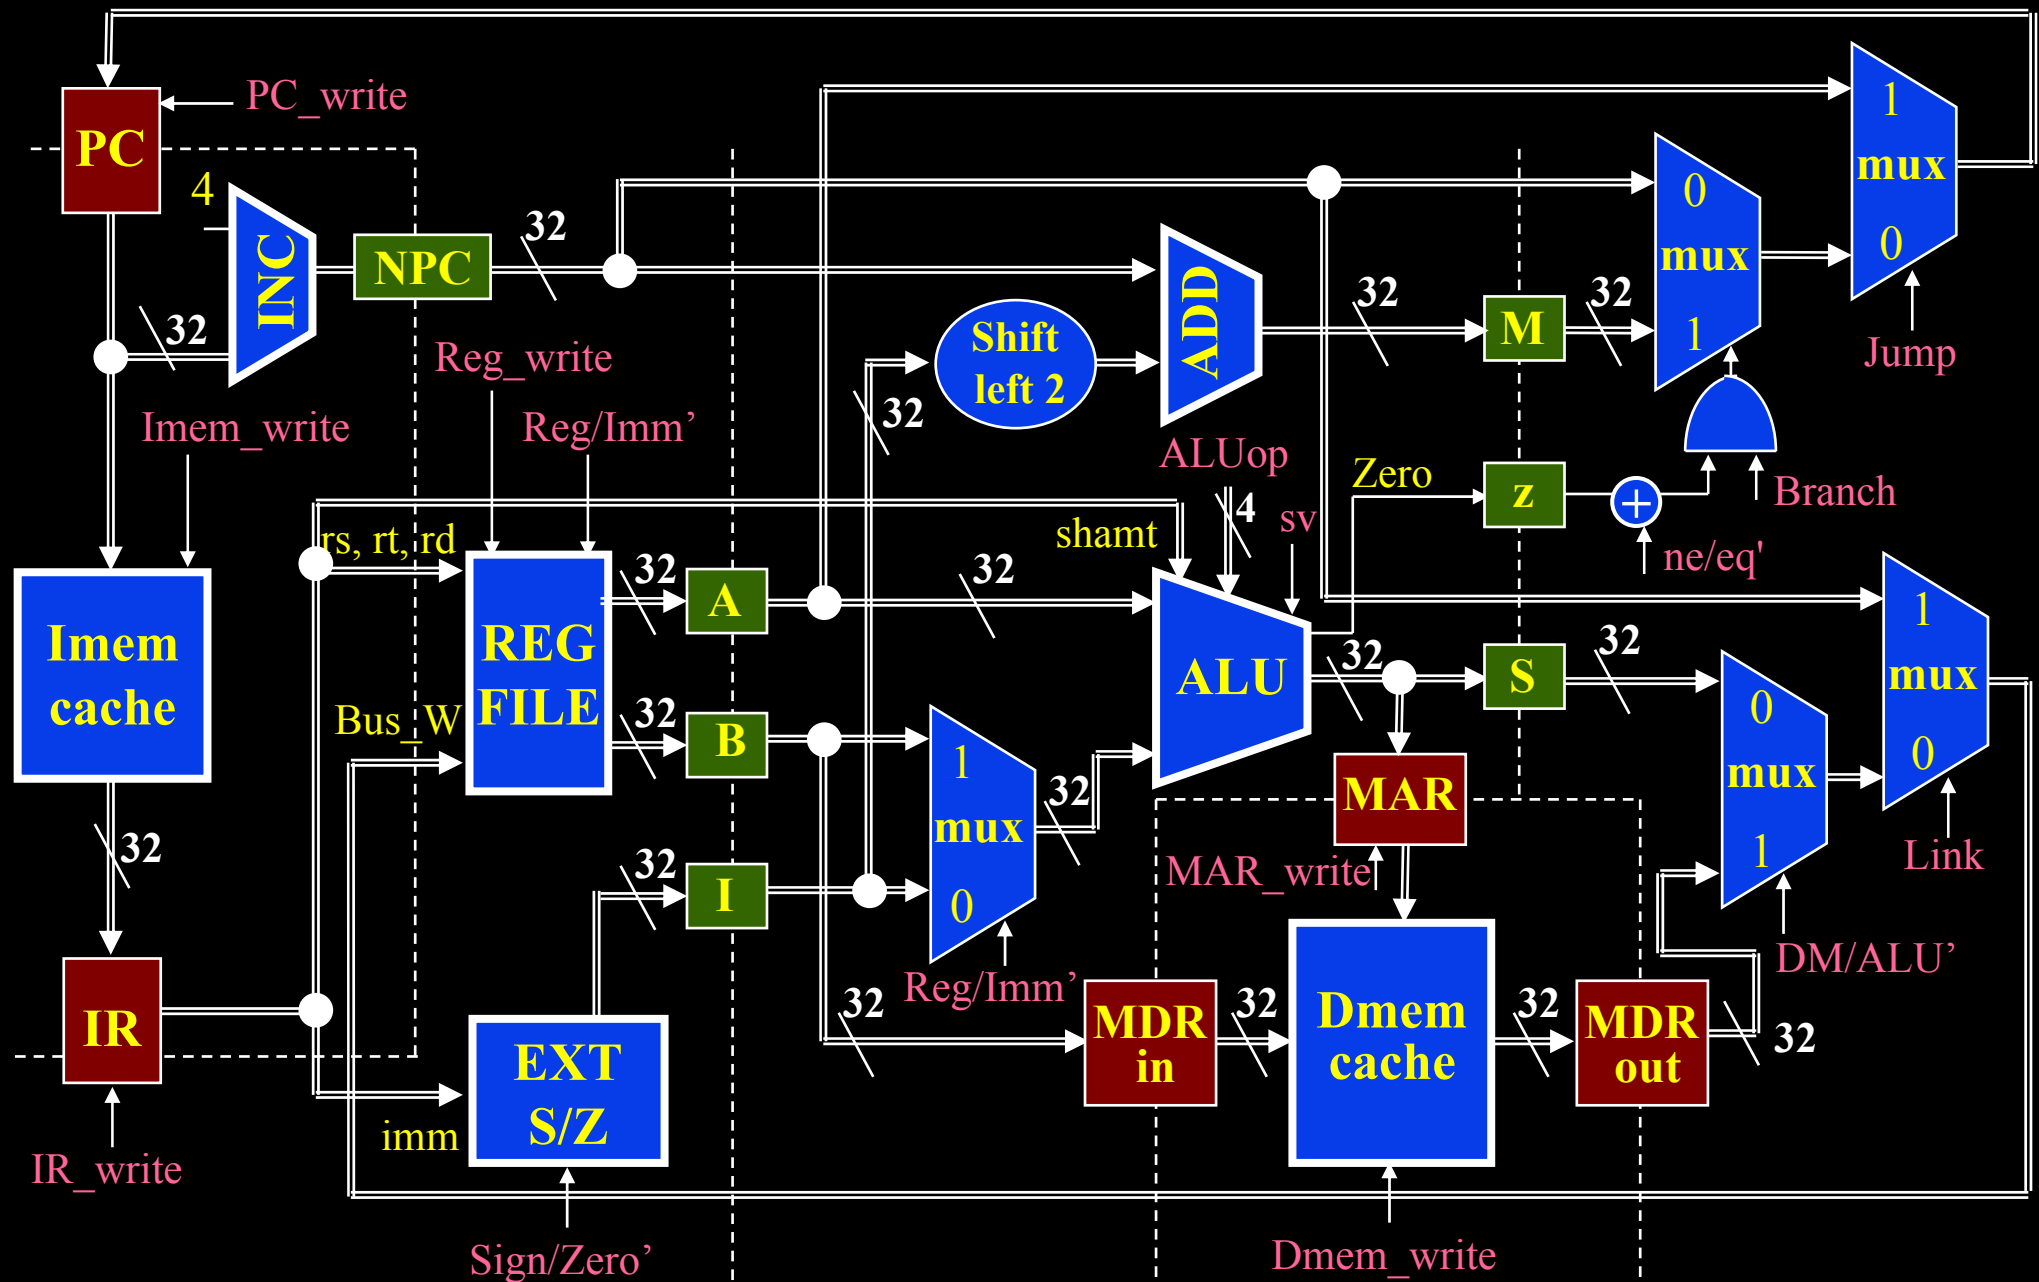 PC_write
1
PC
mux
4
0
32
0
INC
NPC
mux
ADD
32
32
M
32
Shift
left 2
1
Jump
Reg_write
32
Imem_write
Reg/Imm’
ALUop
Zero
z
+
Branch
4
sv
shamt
ne/eq'
rs, rt, rd
32
A
32
1
Imem
cache
REG
FILE
ALU
32
S
32
mux
Bus_W
32
B
0
0
1
mux
MAR
mux
32
32
32
I
0
MAR_write
1
Link
Reg/Imm’
DM/ALU’
IR
EXT
S/Z
32
MDR
in
32
Dmem
cache
32
MDR
out
32
imm
IR_write
Sign/Zero’
Dmem_write